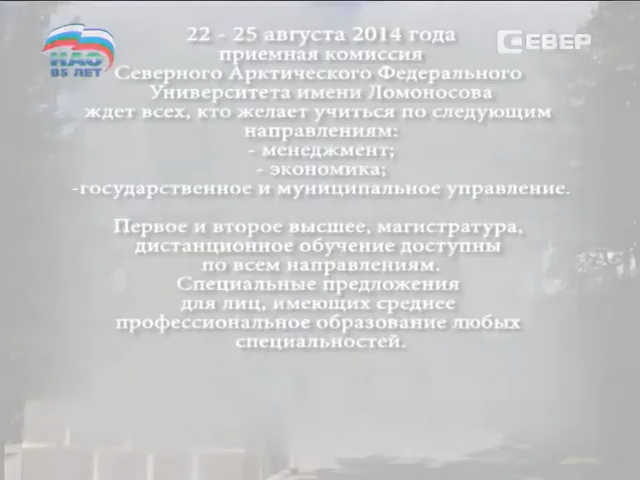 НАО
85 ЛЕТ
СЕВЕР
22 - 25 августа 2014 года
приемная комиссия
Северного Арктического Федерального
Университета имени Ломоносова
ждет всех, кто желает учиться по следующим
направлениям:
- менеджмент;
- экономика;
-государственное и муниципальное управление.
Первое и второе высшее, магистратура,
дистанционное обучение доступны
по всем направлениям.
Специальные предложения
для лиц, имеющих среднее
профессиональное образование любых
специальностей.